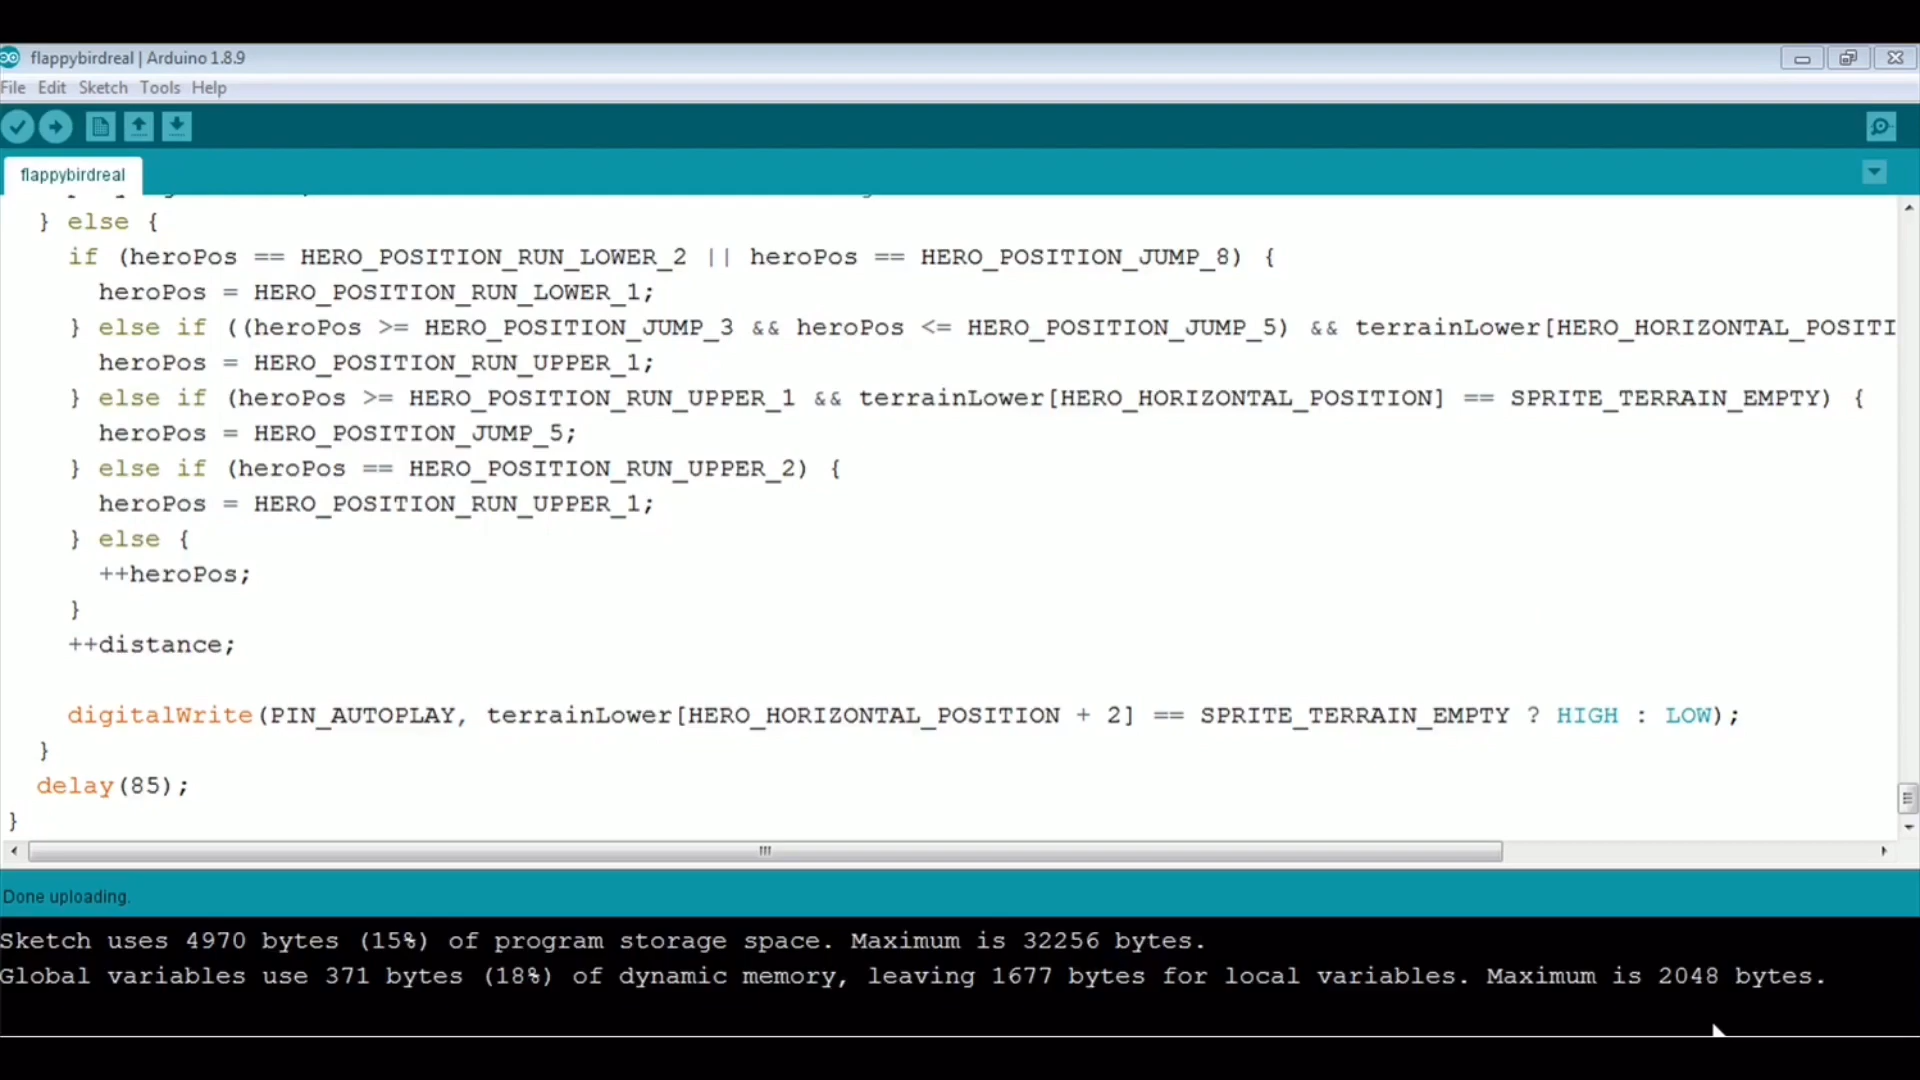 flappybirdreal | Arduino 1.8.9
File Edit Sketch Tools Help
flappybirdreal
} else {
if (heroPos == HERO_POSITION_RUN_LOWER_2 || heroPos == HERO_POSITION_JUMP_8) {
heroPos = HERO_POSITION_RUN_LOWER_1;
} else if ((heroPos >= HERO_POSITION_JUMP_3 && heroPos <= HERO_POSITION_JUMP_5) && terrainLower[HERO_HORIZONTAL_POSITI
heroPos = HERO_POSITION_RUN_UPPER_1;
} else if (heroPos >= HERO_POSITION_RUN_UPPER_1 && terrainLower[HERO_HORIZONTAL_POSITION] == SPRITE_TERRAIN_EMPTY) {
heroPos = HERO_POSITION_JUMP_5;
} else if (heroPos == HERO_POSITION_RUN_UPPER_2) {
heroPos = HERO_POSITION_RUN_UPPER_1;
} else {
++heroPos;
}
++distance;
digitalWrite(PIN_AUTOPLAY, terrainLower[HERO_HORIZONTAL_POSITION + 2] == SPRITE_TERRAIN_EMPTY ? HIGH : LOW);
}
delay(85);
}
Done uploading.
Sketch uses 4970 bytes (15%) of program storage space. Maximum is 32256 bytes.
Global variables use 371 bytes (18%) of dynamic memory, leaving 1677 bytes for local variables. Maximum is 2048 bytes.